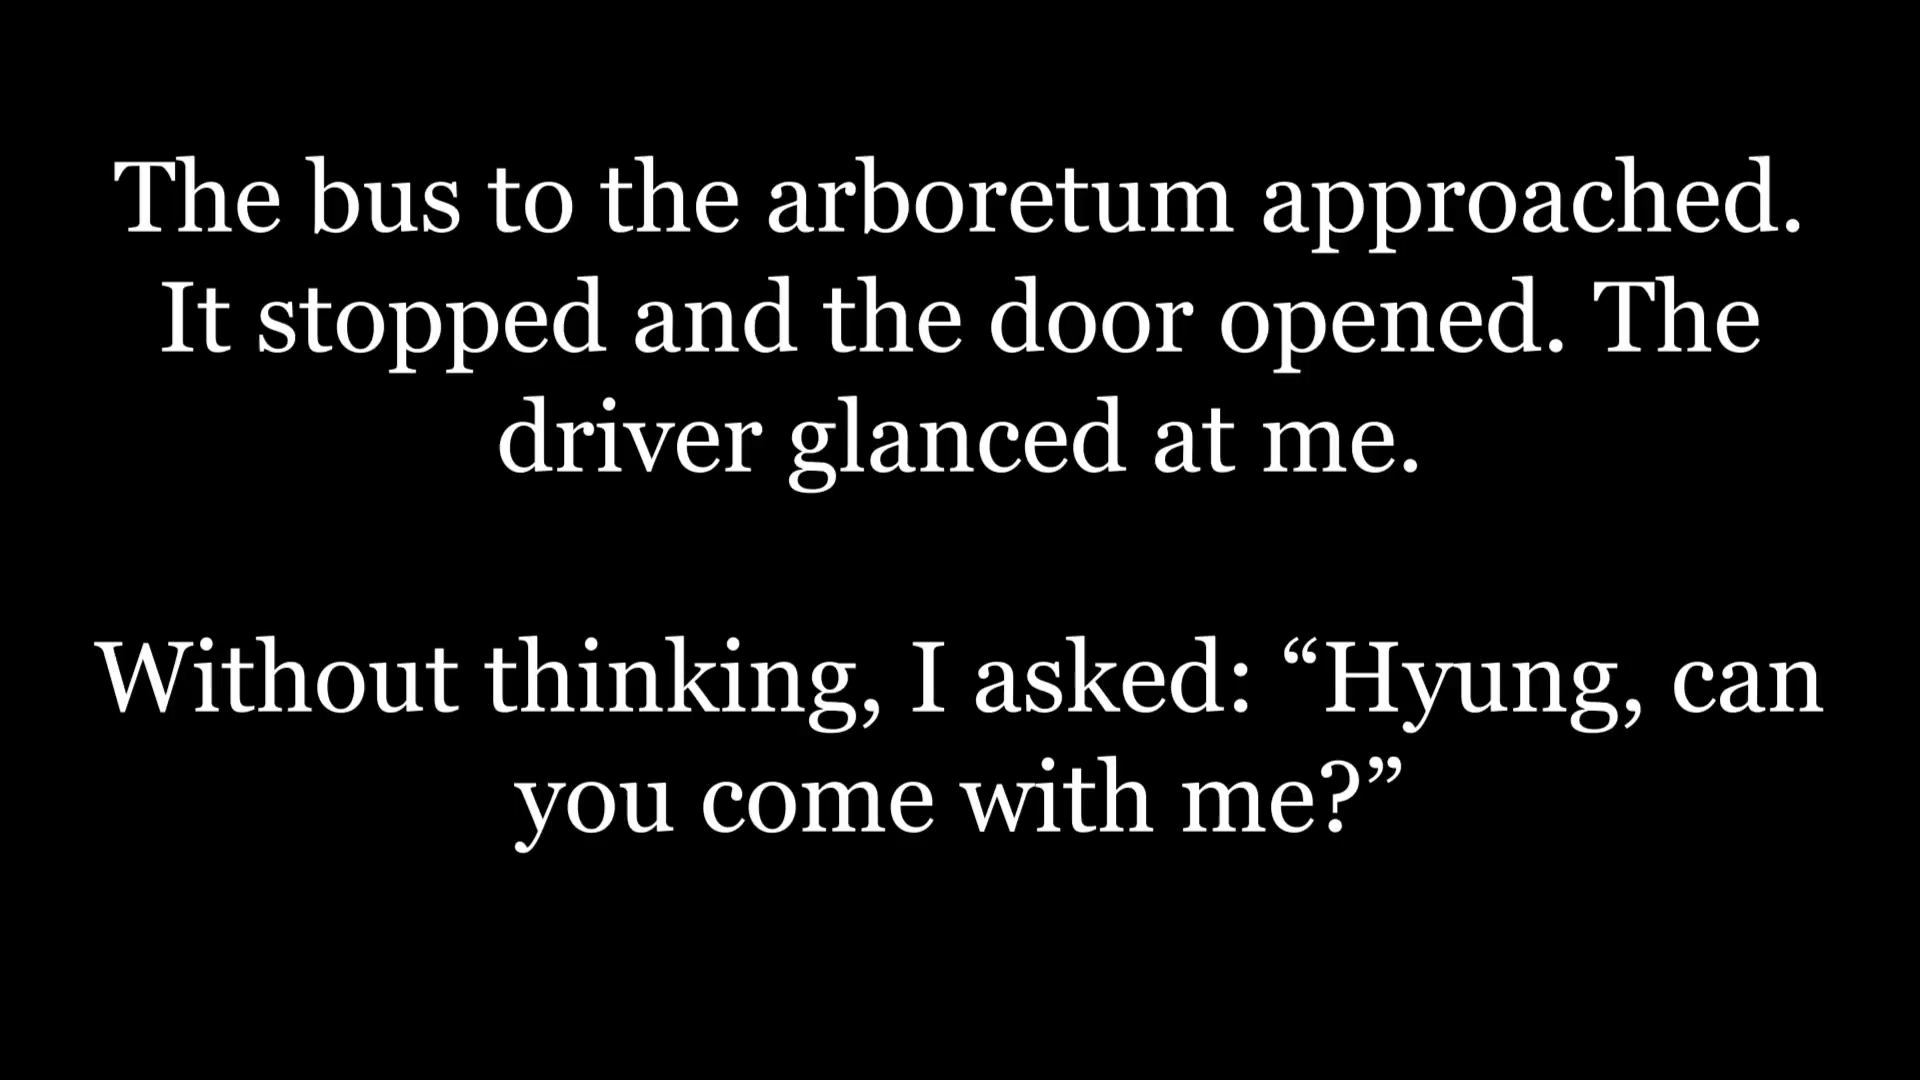 The bus to the arboretum approached.
It stopped and the door opened. The
driver glanced at me.
Without thinking, I asked: “Hyung, can
you come with me?”